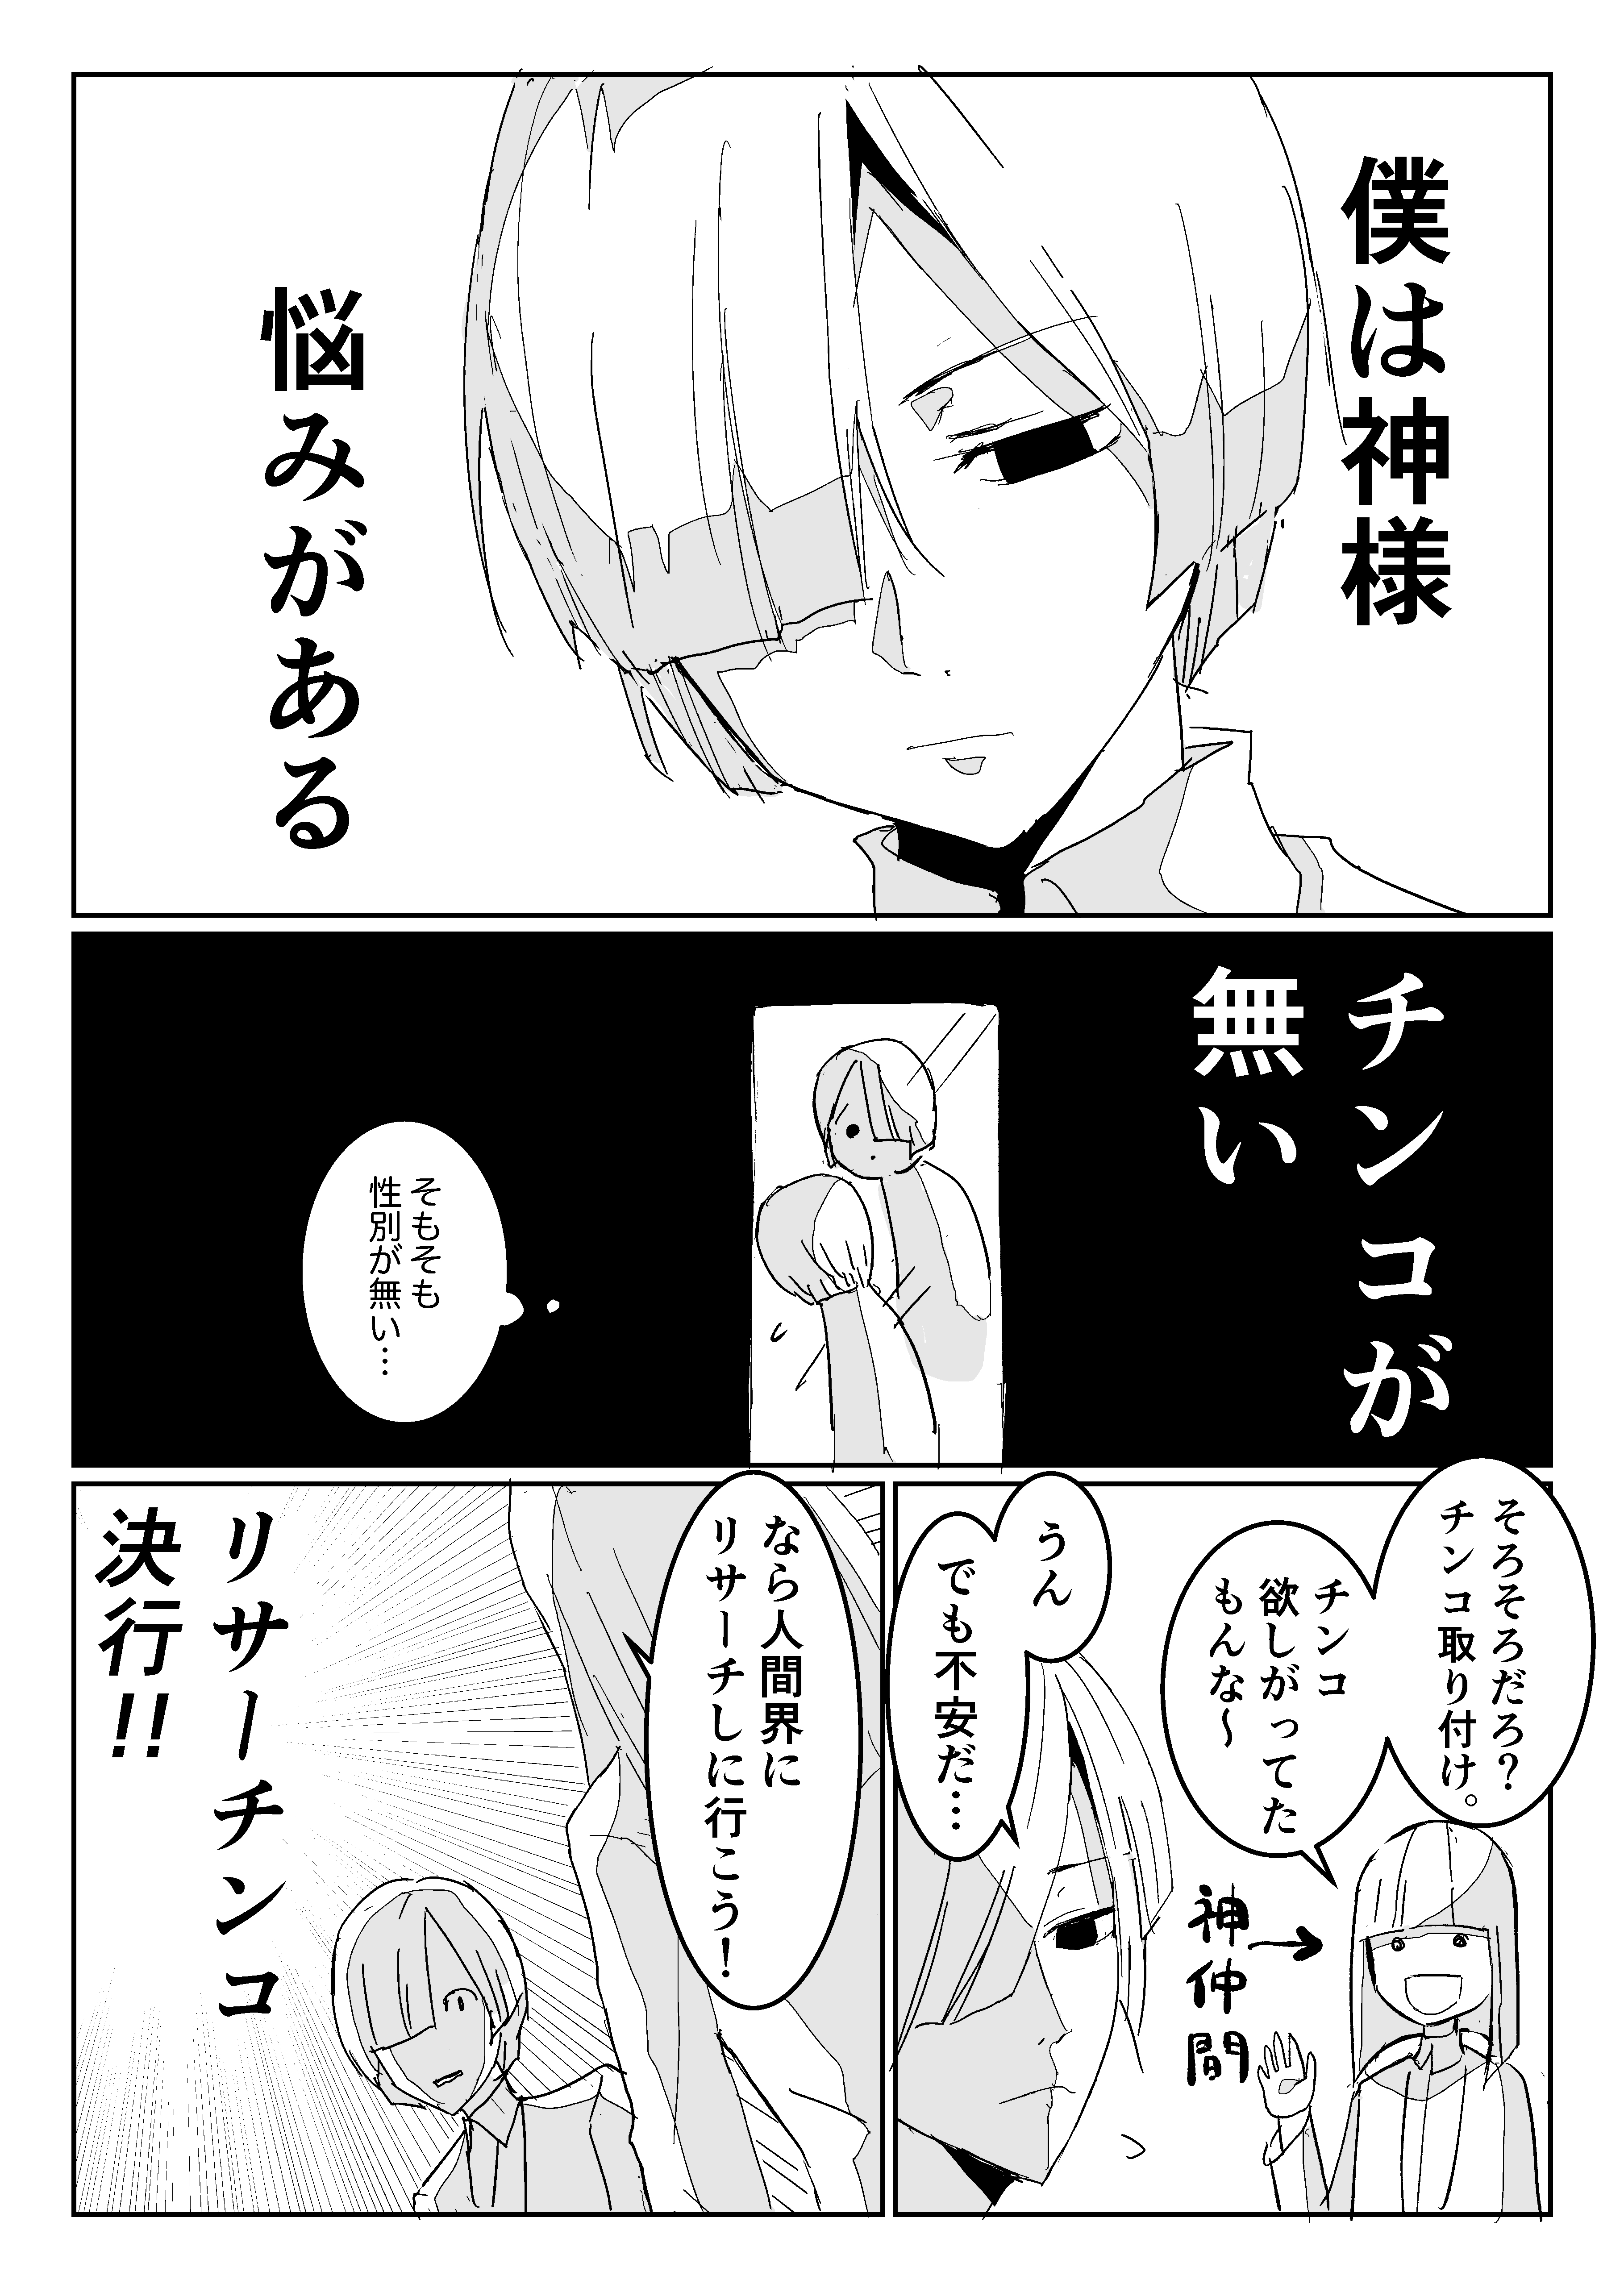 僕は神様
悩みがある
チンコが
無い
そもそも
性別が無い…
そろそろだろ？
チンコ取り付け。
チンコ
欲しがってた
もんな～
神仲間
うん
でも不安だ…
なら人間界に
リサーチしに行こう！
リサーチンコ
決行!!